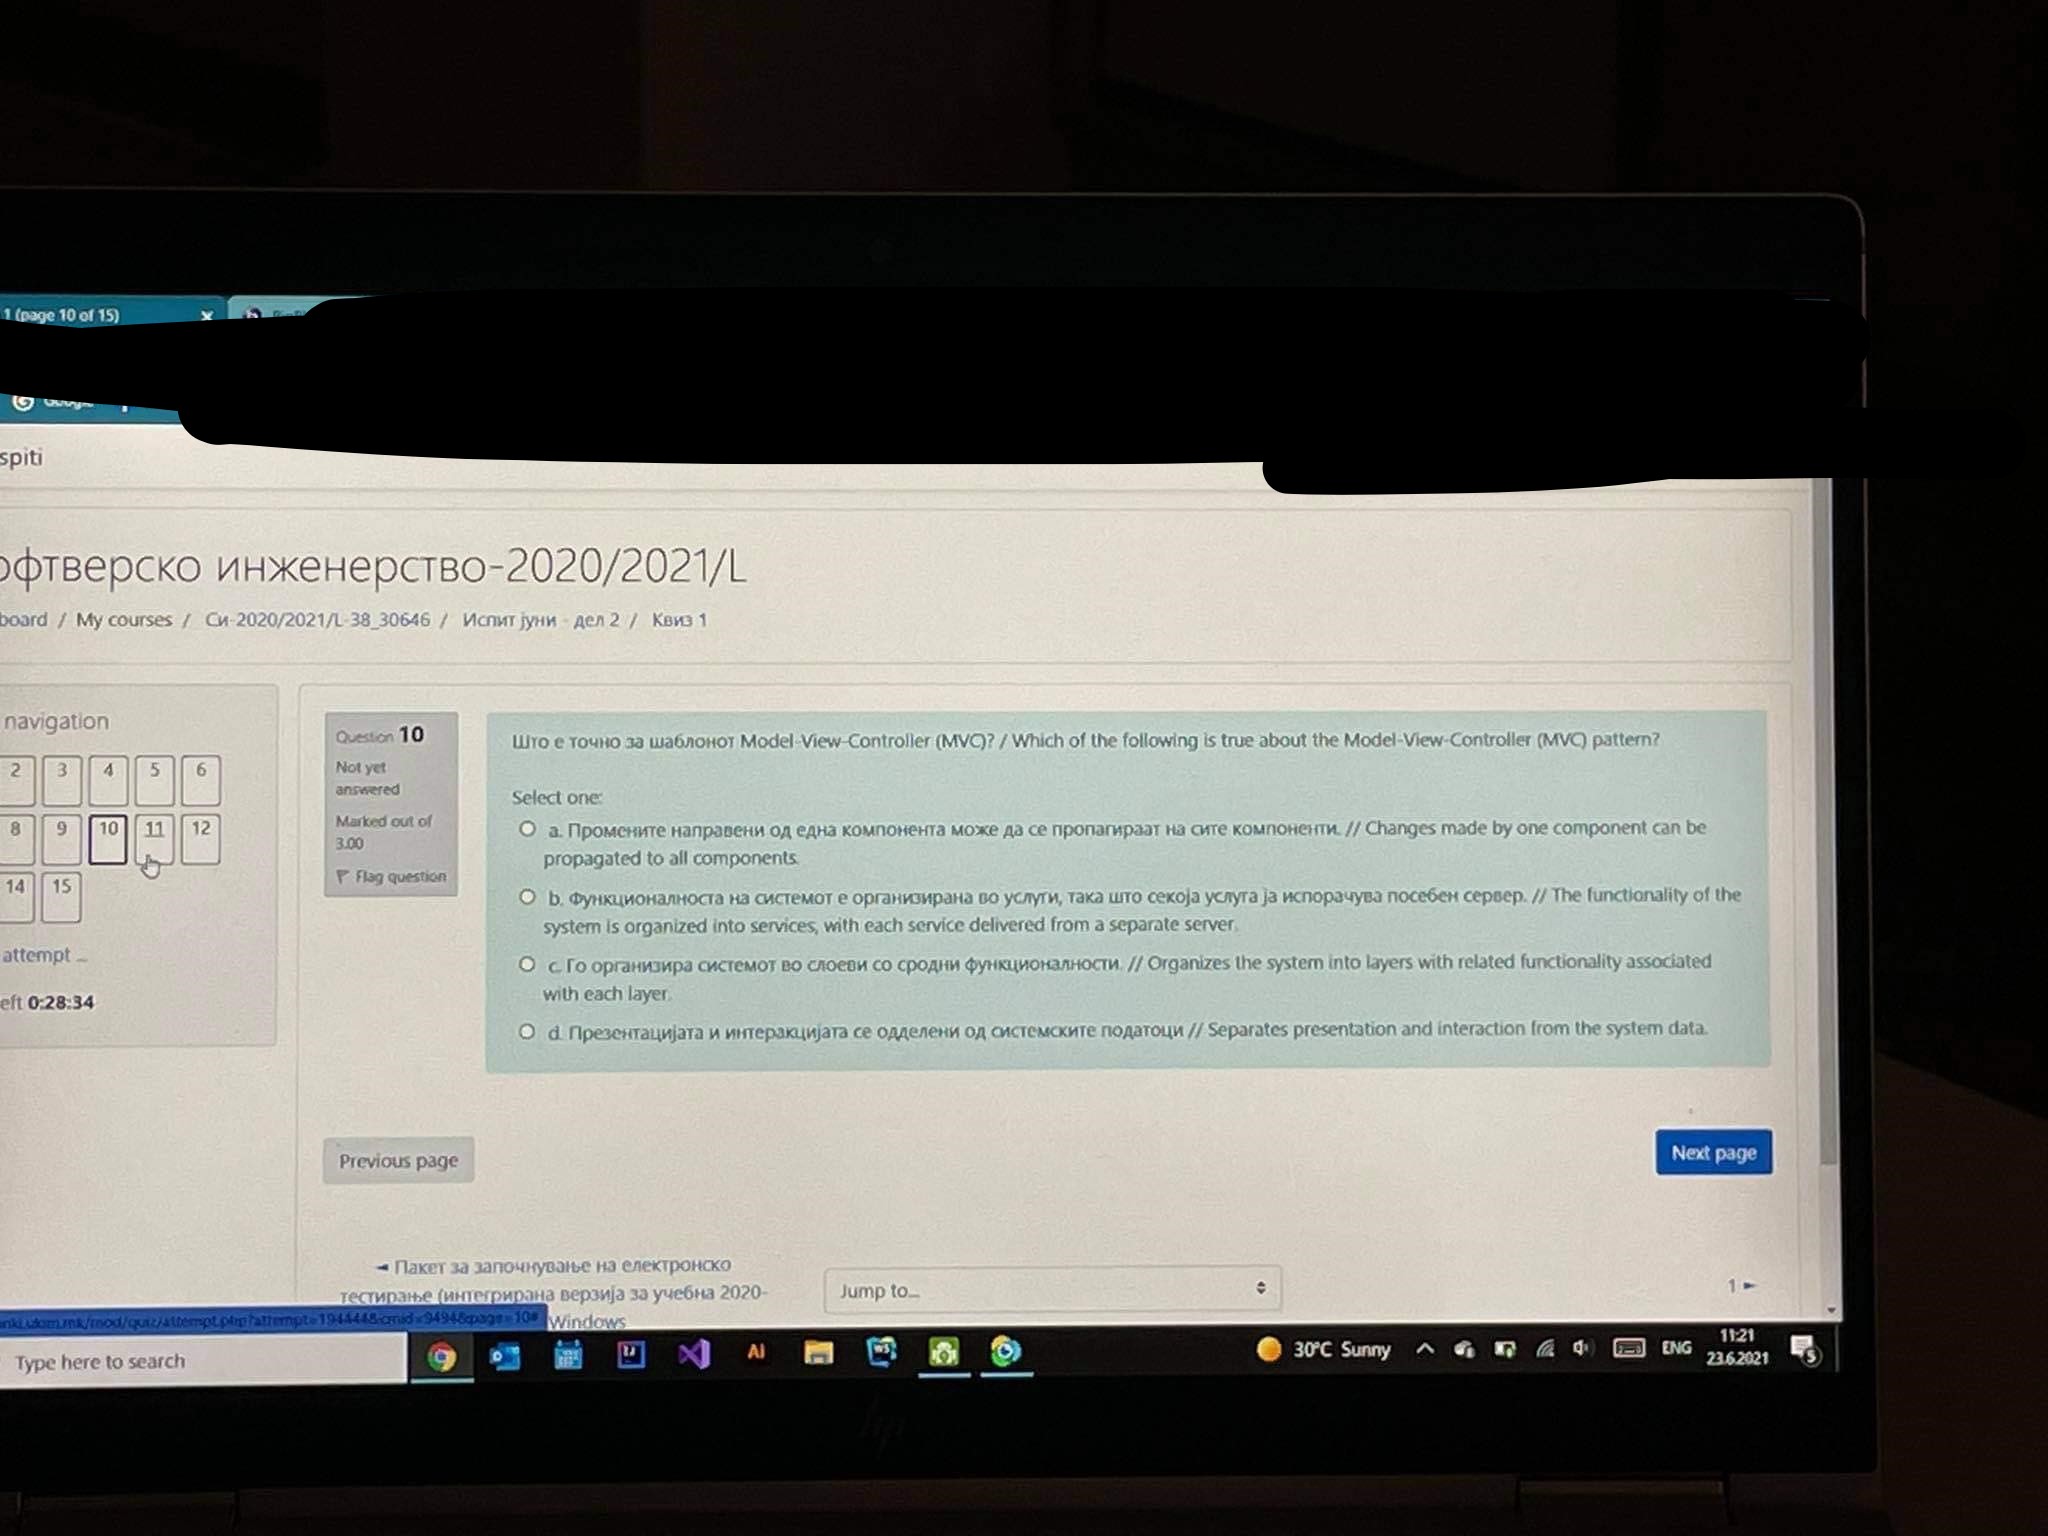 1 (page 10 of 15)
spiti
офтверско инженерство-2020/2021/L
board / My courses / Си-2020/2021/L-38_30646 / Испит јуни - дел 2 / Квиз 1
navigation
2 3 4 5 6
8 9 10 11 12
14 15
attempt ...
eft 0:28:34
Question 10
Not yet
answered
Marked out of
3.00
Flag question
Што е точно за шаблонот Model-View-Controller (MVC)? / Which of the following is true about the Model-View-Controller (MVC) pattern?
Select one:
a. Промените направени од една компонента може да се пропагираат на сите компоненти. // Changes made by one component can be
propagated to all components.
b. Функционалноста на системот е организирана во услуги, така што секоја услуга ја испорачува посебен сервер. // The functionality of the
system is organized into services, with each service delivered from a separate server.
c. Го организира системот во слоеви со сродни функционалности. // Organizes the system into layers with related functionality associated
with each layer.
d. Презентацијата и интеракцијата се одделени од системските податоци // Separates presentation and interaction from the system data.
Previous page
Next page
◄ Пакет за започнување на електронско
тестирање (интегрирана верзија за учебна 2020-
Windows
Jump to...
1 ►
Type here to search
30°C Sunny
ENG
11:21
23.6.2021
5